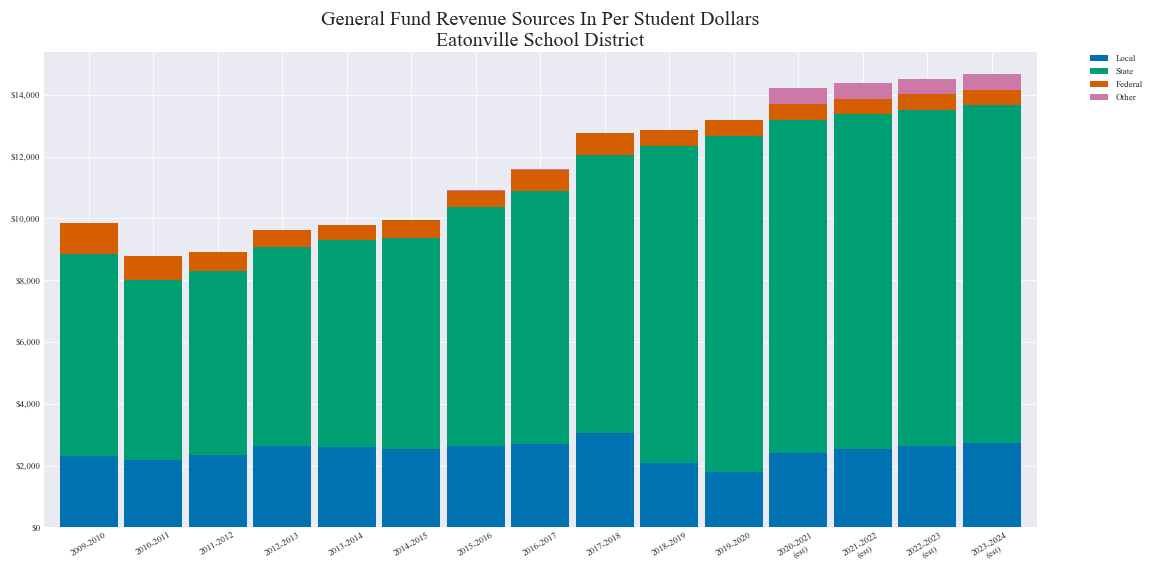 General Fund Revenue Sources In Per Student Dollars
Eatonville School District
Local
State
Federal
Other
$14,000
$12,000
$10,000
$8,000
$6,000
$4,000
$2,000
$0
2009-2010
2010-2011
2011-2012
2012-2013
2013-2014
2014-2015
2015-2016
2016-2017
2017-2018
2018-2019
2019-2020
2020-2021
(est)
2021-2022
(est)
2022-2023
(est)
2023-2024
(est)